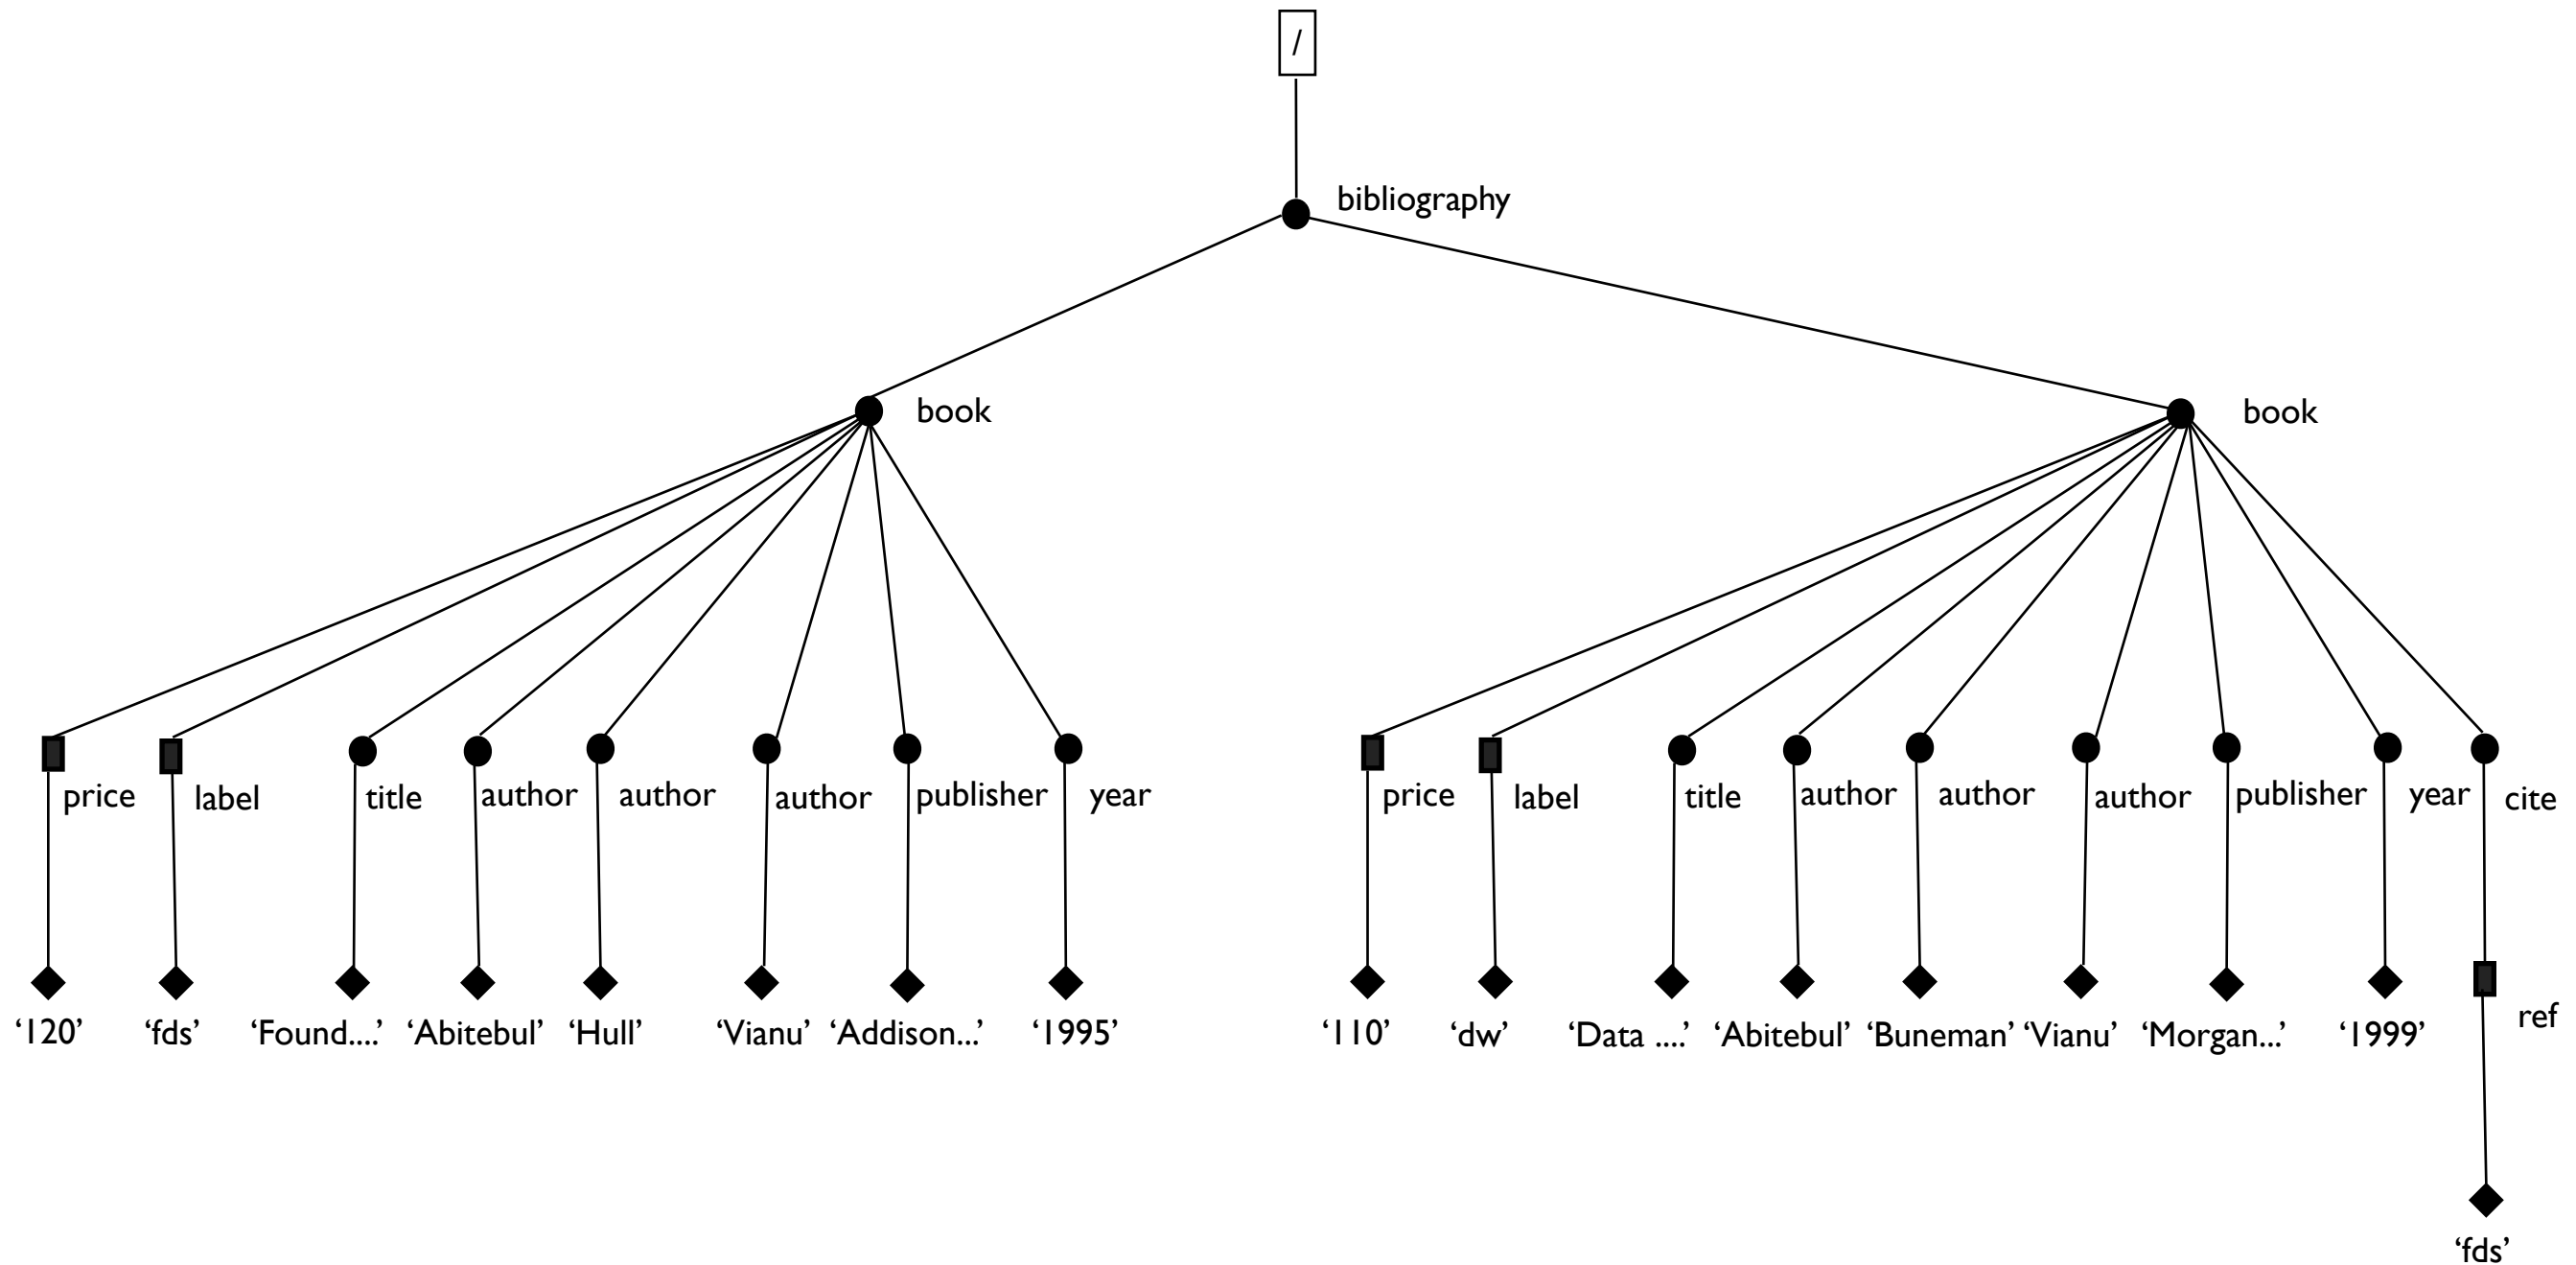 /
bibliography
book book
price label title author author author publisher year price label title author author author publisher year cite
‘120’ ‘fds’ ‘Found....’ ‘Abitebul’ ‘Hull’ ‘Vianu’ ‘Addison...’ ‘1995’ ‘110’ ‘dw’ ‘Data ....’ ‘Abitebul’ ‘Buneman’ ‘Vianu’ ‘Morgan...’ ‘1999’ ref
‘fds’